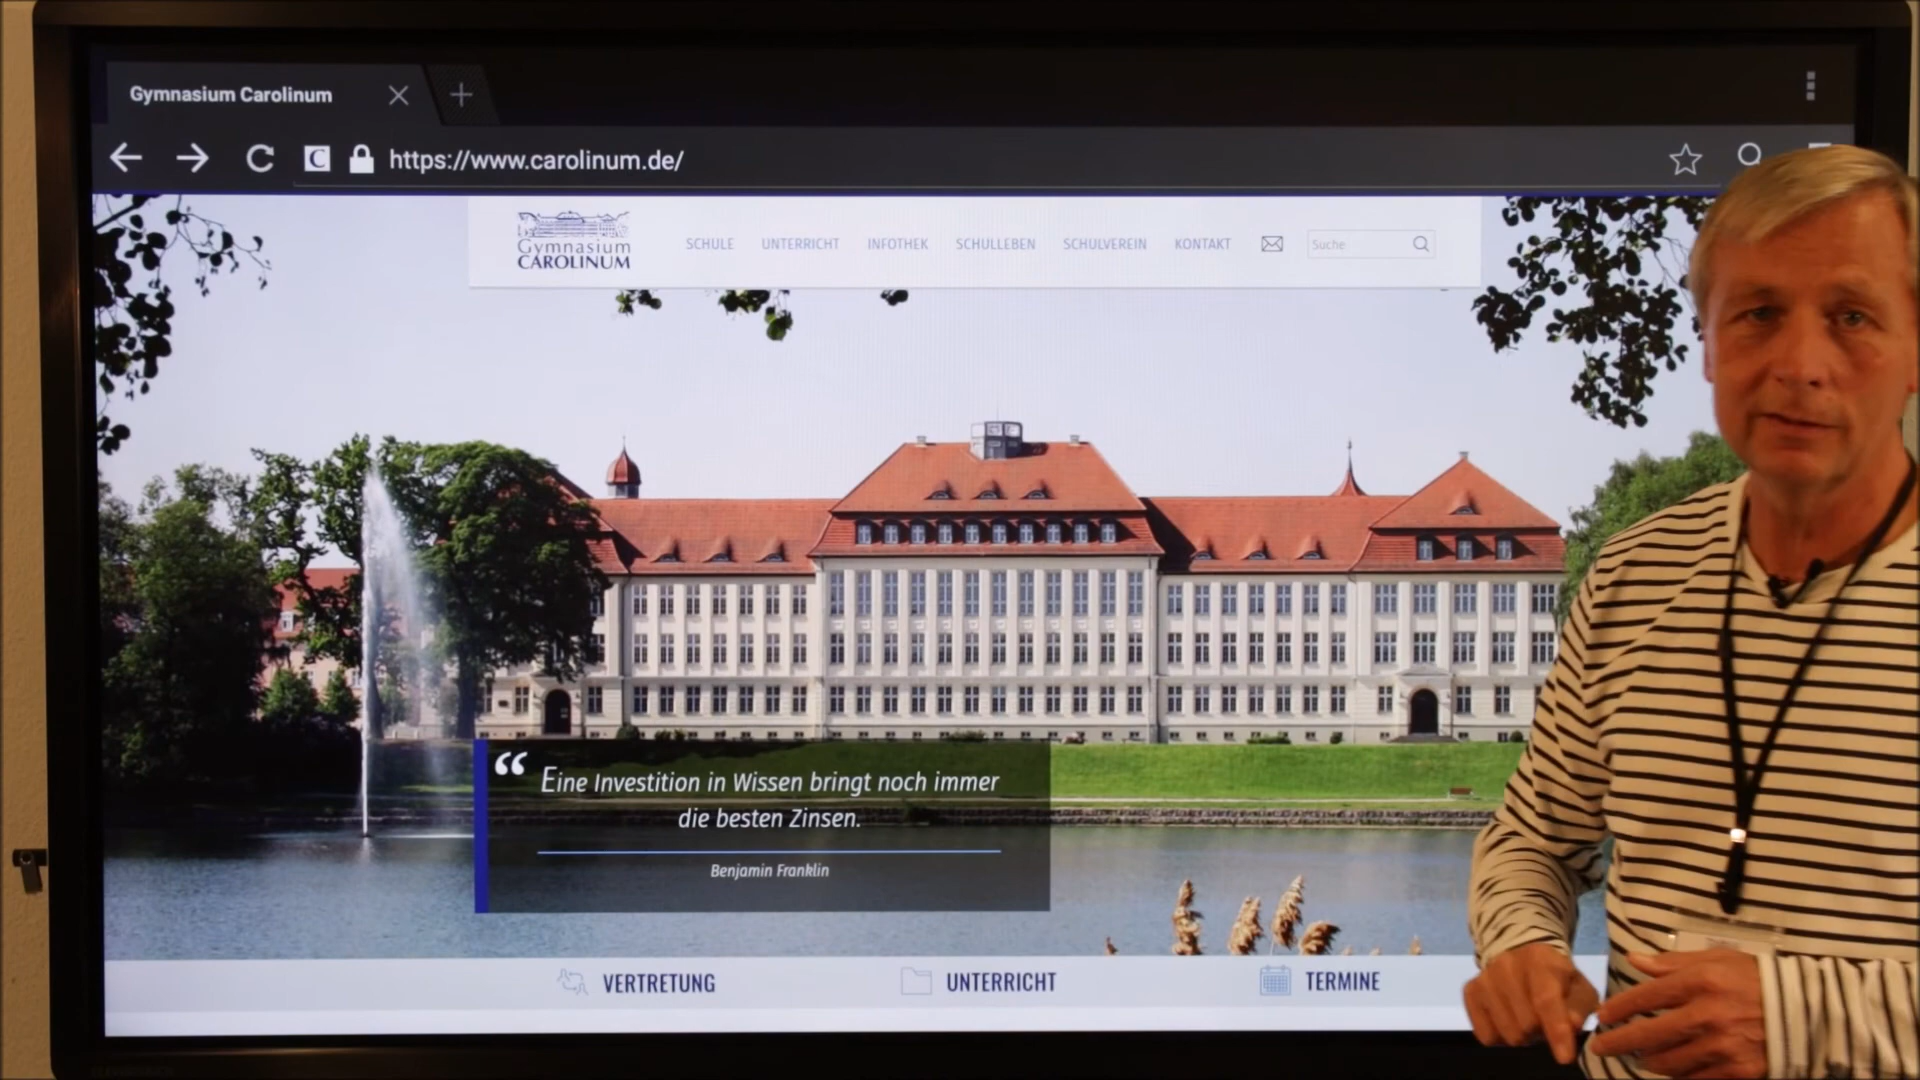 Gymnasium Carolinum
C https://www.carolinum.de/
Gymnasium
CAROLINUM
SCHULE UNTERRICHT INFOTHEK SCHULLEBEN SCHULVEREIN KONTAKT Suche
“ Eine Investition in Wissen bringt noch immer
die besten Zinsen.
Benjamin Franklin
VERTRETUNG UNTERRICHT TERMINE